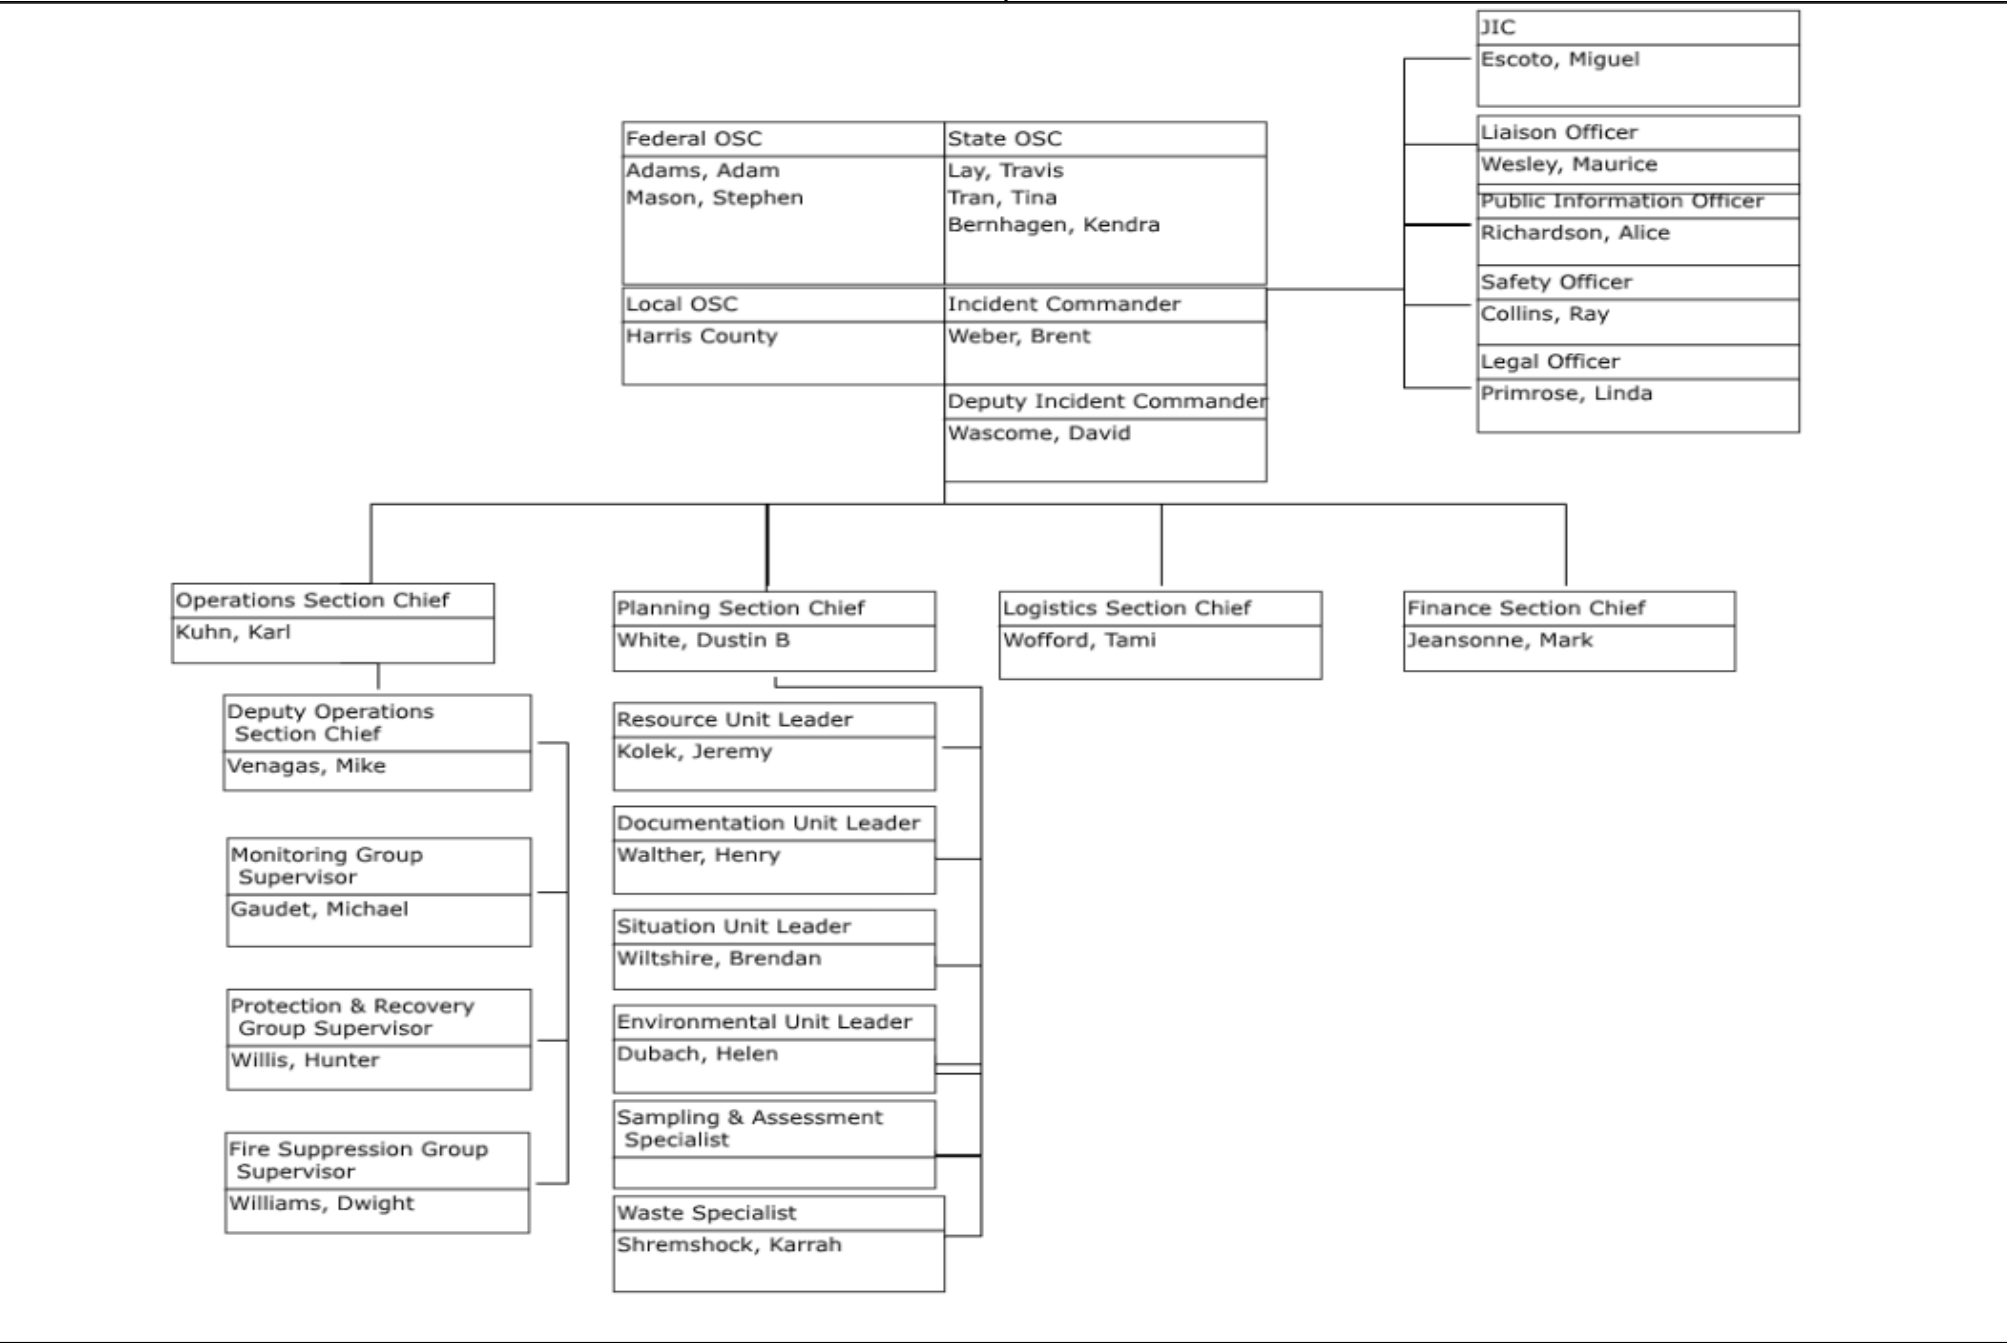 JIC
Escoto, Miguel
Liaison Officer
Wesley, Maurice
Public Information Officer
Richardson, Alice
Safety Officer
Collins, Ray
Legal Officer
Primrose, Linda
Federal OSC
Adams, Adam
Mason, Stephen
State OSC
Lay, Travis
Tran, Tina
Bernhagen, Kendra
Local OSC
Harris County
Incident Commander
Weber, Brent
Deputy Incident Commander
Wascome, David
Operations Section Chief
Kuhn, Karl
Deputy Operations
Section Chief
Venagas, Mike
Monitoring Group
Supervisor
Gaudet, Michael
Protection & Recovery
Group Supervisor
Willis, Hunter
Fire Suppression Group
Supervisor
Williams, Dwight
Planning Section Chief
White, Dustin B
Resource Unit Leader
Kolek, Jeremy
Documentation Unit Leader
Walther, Henry
Situation Unit Leader
Wiltshire, Brendan
Environmental Unit Leader
Dubach, Helen
Sampling & Assessment
Specialist
Waste Specialist
Shremshock, Karrah
Logistics Section Chief
Wofford, Tami
Finance Section Chief
Jeansonne, Mark